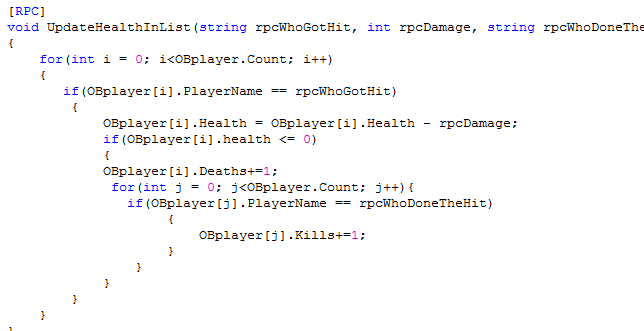 [RPC]
void UpdateHealthInList(string rpcWhoGotHit, int rpcDamage, string rpcWhoDoneThe
{
for(int i = 0; i<OBplayer.Count; i++)
{
if(OBplayer[i].PlayerName == rpcWhoGotHit)
{
OBplayer[i].Health = OBplayer[i].Health - rpcDamage;
if(OBplayer[i].health <= 0)
{
OBplayer[i].Deaths+=1;
for(int j = 0; j<OBplayer.Count; j++){
if(OBplayer[j].PlayerName == rpcWhoDoneTheHit)
{
OBplayer[j].Kills+=1;
}
}
}
}
}
}